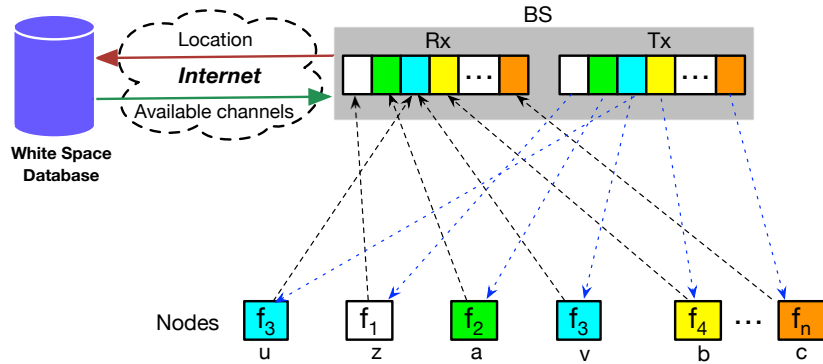 BS
Location
Rx
Tx
Internet
...
...
Available channels
White Space
Database
Nodes
f3
f1
f2
f3
f4
...
fn
u
z
a
v
b
c